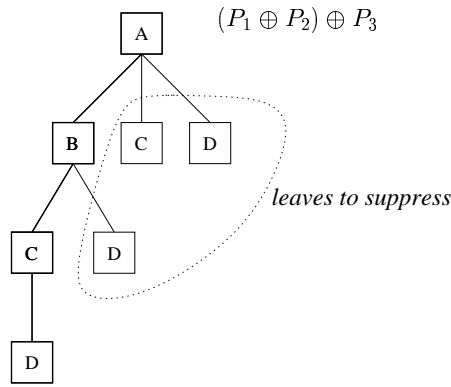 A (P₁ ⊕ P₂) ⊕ P₃
B C D
leaves to suppress
C D
D